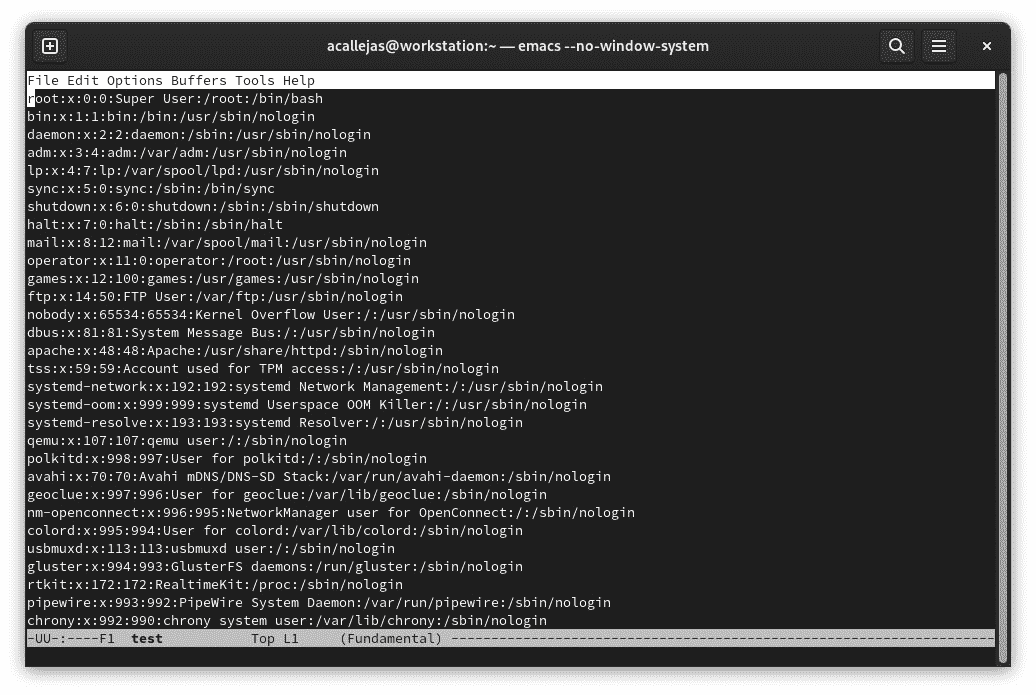 acallejas@workstation:~ — emacs --no-window-system
File Edit Options Buffers Tools Help
root:x:0:0:Super User:/root:/bin/bash
bin:x:1:1:bin:/bin:/usr/sbin/nologin
daemon:x:2:2:daemon:/sbin:/usr/sbin/nologin
adm:x:3:4:adm:/var/adm:/usr/sbin/nologin
lp:x:4:7:lp:/var/spool/lpd:/usr/sbin/nologin
sync:x:5:0:sync:/sbin:/bin/sync
shutdown:x:6:0:shutdown:/sbin:/sbin/shutdown
halt:x:7:0:halt:/sbin:/sbin/halt
mail:x:8:12:mail:/var/spool/mail:/usr/sbin/nologin
operator:x:11:0:operator:/root:/usr/sbin/nologin
games:x:12:100:games:/usr/games:/usr/sbin/nologin
ftp:x:14:50:FTP User:/var/ftp:/usr/sbin/nologin
nobody:x:65534:65534:Kernel Overflow User:/:/usr/sbin/nologin
dbus:x:81:81:System Message Bus:/:/usr/sbin/nologin
apache:x:48:48:Apache:/usr/share/httpd:/sbin/nologin
tss:x:59:59:Account used for TPM access:/:/usr/sbin/nologin
systemd-network:x:192:192:systemd Network Management:/:/usr/sbin/nologin
systemd-oom:x:999:999:systemd Userspace OOM Killer:/:/usr/sbin/nologin
systemd-resolve:x:193:193:systemd Resolver:/:/usr/sbin/nologin
qemu:x:107:107:qemu user:/:/sbin/nologin
polkitd:x:998:997:User for polkitd:/:/sbin/nologin
avahi:x:70:70:Avahi mDNS/DNS-SD Stack:/var/run/avahi-daemon:/sbin/nologin
geoclue:x:997:996:User for geoclue:/var/lib/geoclue:/sbin/nologin
nm-openconnect:x:996:995:NetworkManager user for OpenConnect:/:/sbin/nologin
colord:x:995:994:User for colord:/var/lib/colord:/sbin/nologin
usbmuxd:x:113:113:usbmuxd user:/:/sbin/nologin
gluster:x:994:993:GlusterFS daemons:/run/gluster:/sbin/nologin
rtkit:x:172:172:RealtimeKit:/proc:/sbin/nologin
pipewire:x:993:992:PipeWire System Daemon:/var/run/pipewire:/sbin/nologin
chrony:x:992:990:chrony system user:/var/lib/chrony:/sbin/nologin
-UU-:----F1  test           Top L1     (Fundamental) --------------------------------------------------------------------